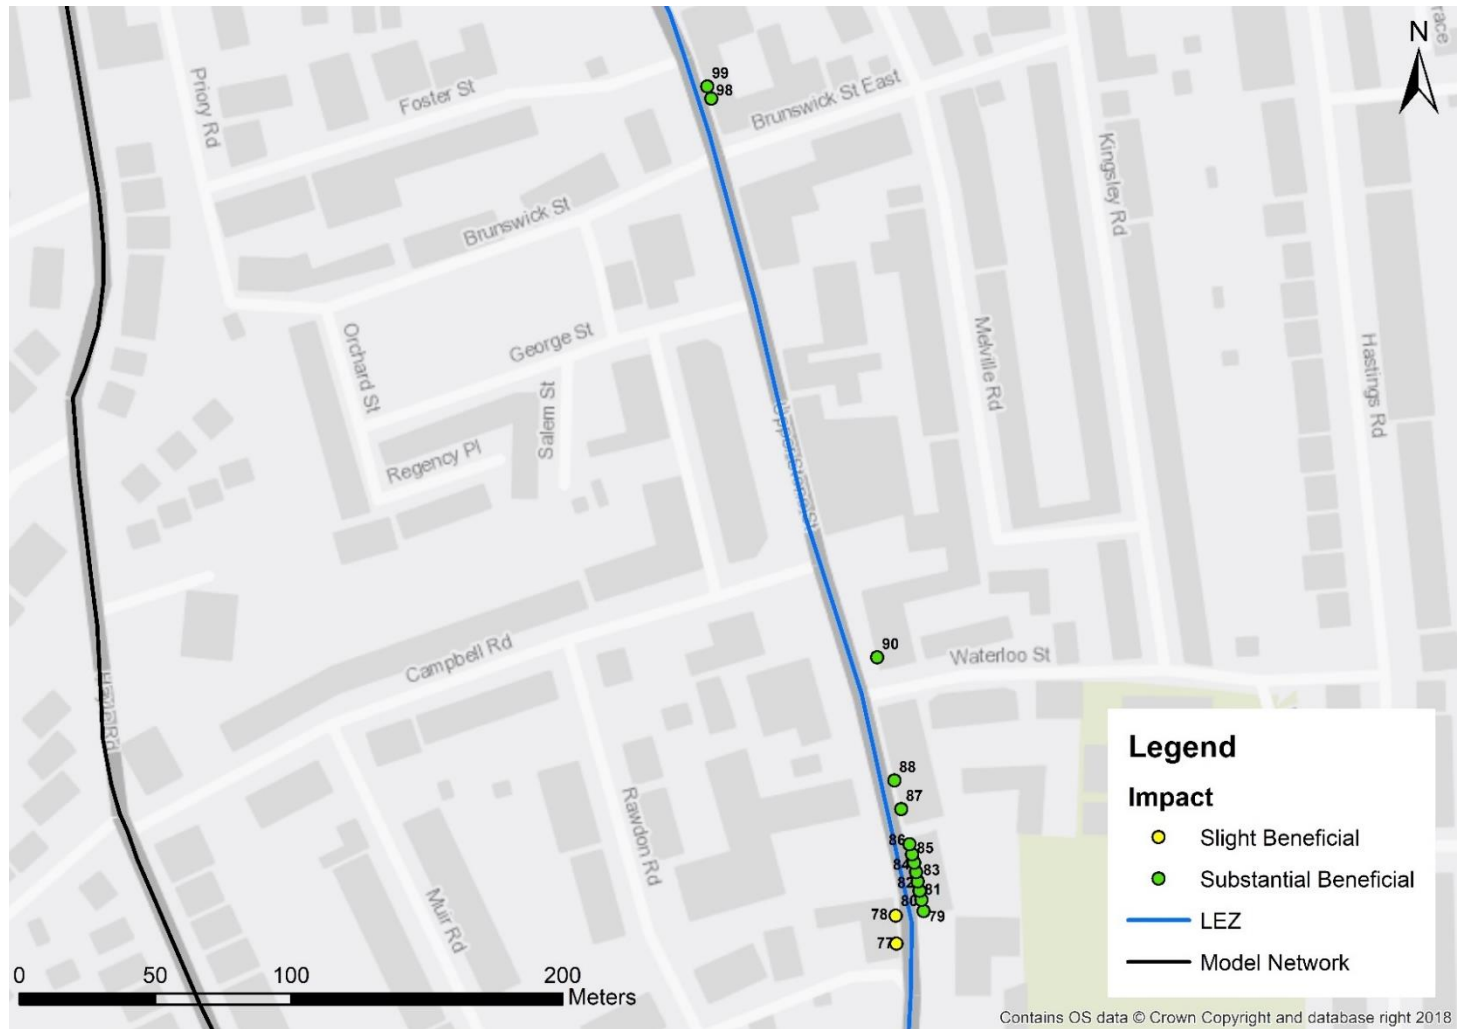 N
99
98
Priory Rd
Foster St
Brunswick St East
Kingsley Rd
Brunswick St
Orchard St
George St
Salem St
Regency Pl
Melville Rd
Hastings Rd
Campbell Rd
90
Waterloo St
88
87
86
85
84
83
82
81
80
79
78
77
Rawdon Rd
Muir Rd
Legend
Impact
Slight Beneficial
Substantial Beneficial
LEZ
Model Network
0 50 100 200
Meters
Contains OS data © Crown Copyright and database right 2018